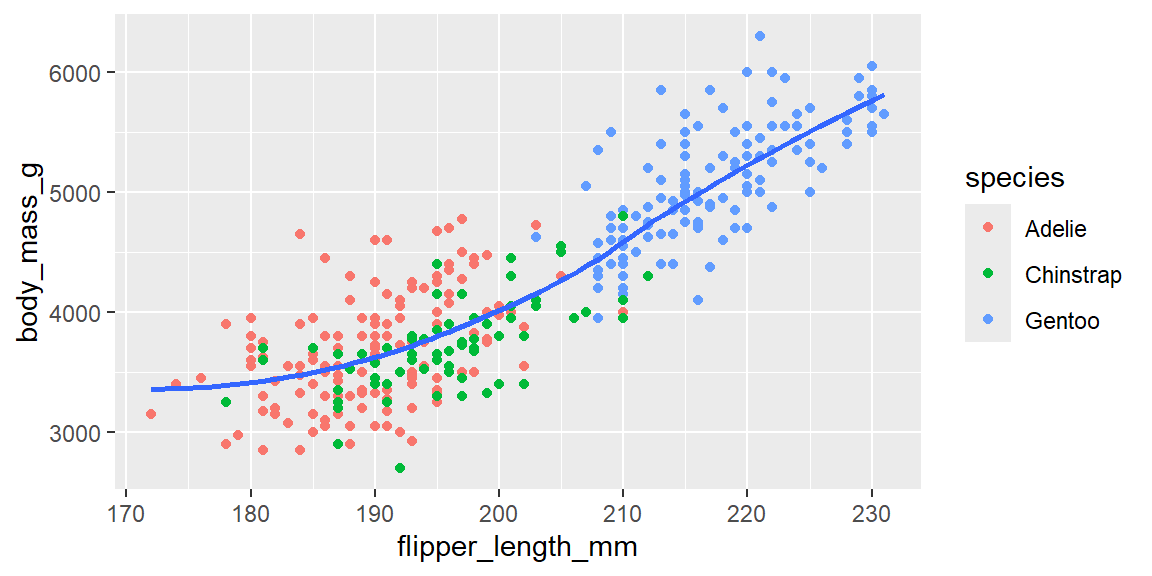 6000
5000
4000
3000
body_mass_g
170 180 190 200 210 220 230
flipper_length_mm
species
Adelie
Chinstrap
Gentoo